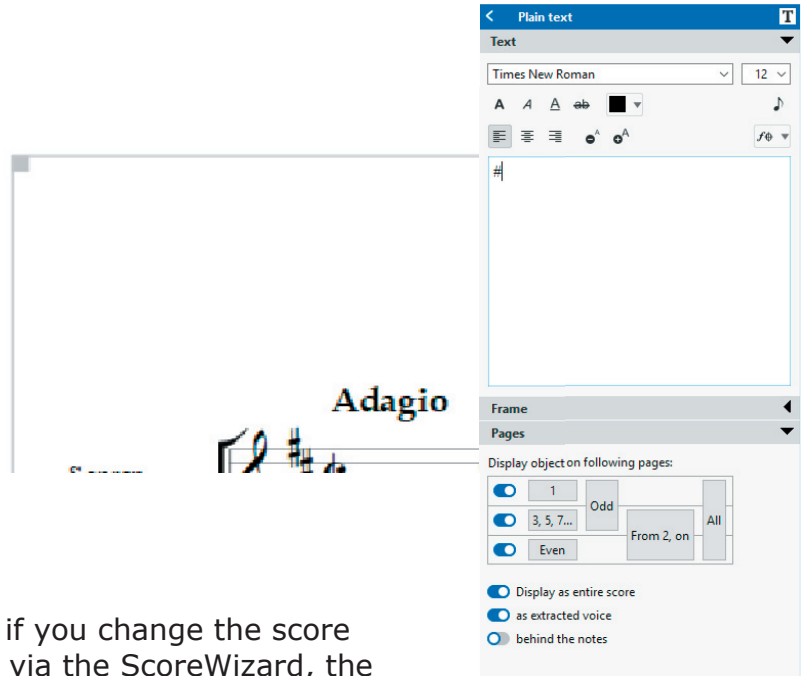 Plain text
T
Text
Times New Roman
12
A A A ab
#
Adagio
Frame
Pages
Display object on following pages:
1
Odd
3, 5, 7...
All
From 2, on
Even
Display as entire score
as extracted voice
behind the notes
if you change the score
via the ScoreWizard, the